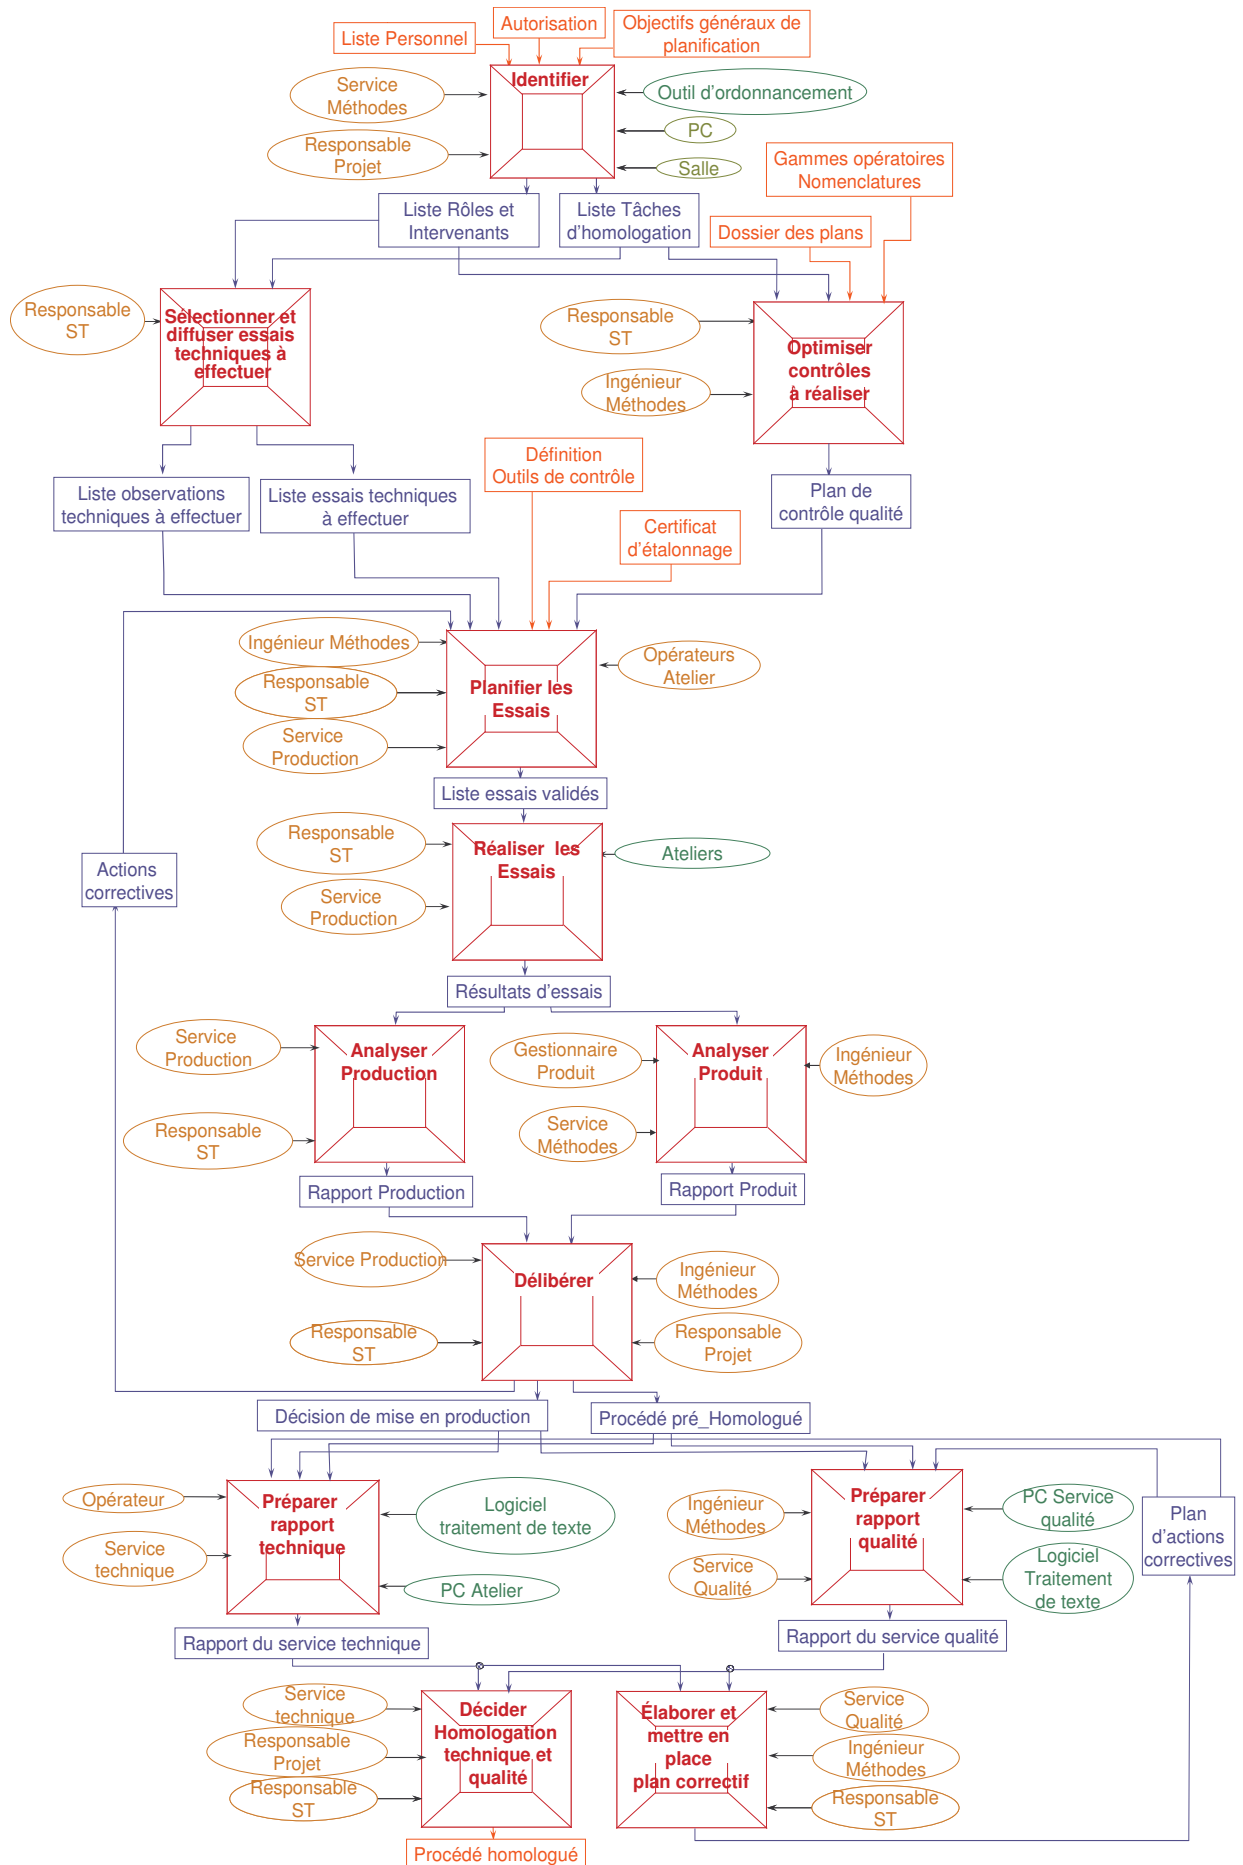 Liste Personnel
Autorisation
Objectifs généraux de
planification
Identifier
Service
Méthodes
Outil d'ordonnancement
PC
Responsable
Projet
Salle
Gammes opératoires
Nomenclatures
Liste Rôles et
Intervenants
Liste Tâches
d'homologation
Dossier des plans
Responsable
ST
Sèlectionner et
diffuser essais
techniques à
effectuer
Responsable
ST
Optimiser
contrôles
à réaliser
Ingénieur
Méthodes
Définition
Outils de contrôle
Liste observations
techniques à effectuer
Liste essais techniques
à effectuer
Plan de
contrôle qualité
Certificat
d'étalonnage
Ingénieur Méthodes
Opérateurs
Atelier
Responsable
ST
Planifier les
Essais
Service
Production
Liste essais validés
Responsable
ST
Réaliser les
Essais
Ateliers
Actions
correctives
Service
Production
Résultats d'essais
Service
Production
Analyser
Production
Gestionnaire
Produit
Analyser
Produit
Ingénieur
Méthodes
Responsable
ST
Service
Méthodes
Rapport Production
Rapport Produit
Service Production
Délibérer
Ingénieur
Méthodes
Responsable
ST
Responsable
Projet
Décision de mise en production
Procédé pré_Homologué
Opérateur
Préparer
rapport
technique
Logiciel
traitement de texte
Ingénieur
Méthodes
Préparer
rapport
qualité
PC Service
qualité
Plan
d'actions
correctives
Service
technique
PC Atelier
Service
Qualité
Logiciel
Traitement
de texte
Rapport du service technique
Rapport du service qualité
Service
technique
Décider
Homologation
technique et
qualité
Élaborer et
mettre en
place
plan correctif
Service
Qualité
Responsable
Projet
Ingénieur
Méthodes
Responsable
ST
Responsable
ST
Procédé homologué